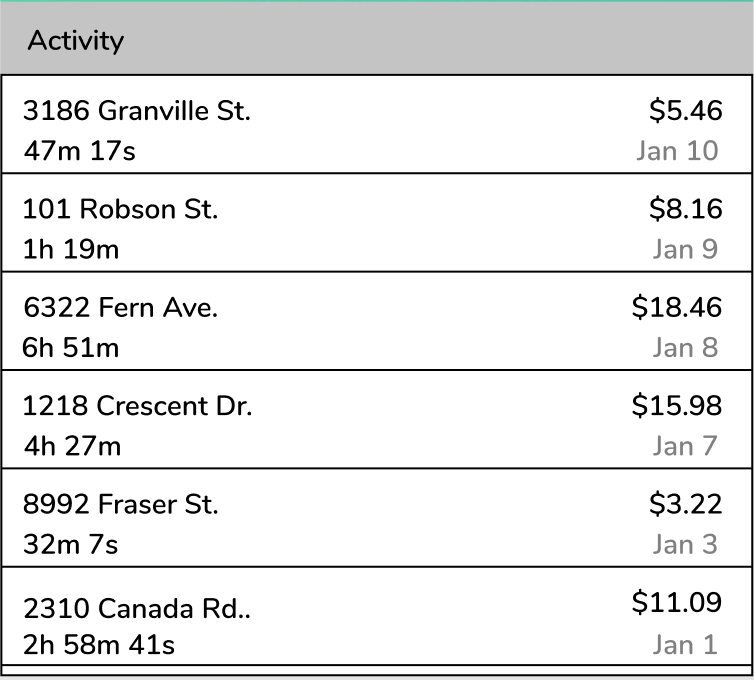 Activity
3186 Granville St. $5.46
47m 17s Jan 10
101 Robson St. $8.16
1h 19m Jan 9
6322 Fern Ave. $18.46
6h 51m Jan 8
1218 Crescent Dr. $15.98
4h 27m Jan 7
8992 Fraser St. $3.22
32m 7s Jan 3
2310 Canada Rd.. $11.09
2h 58m 41s Jan 1